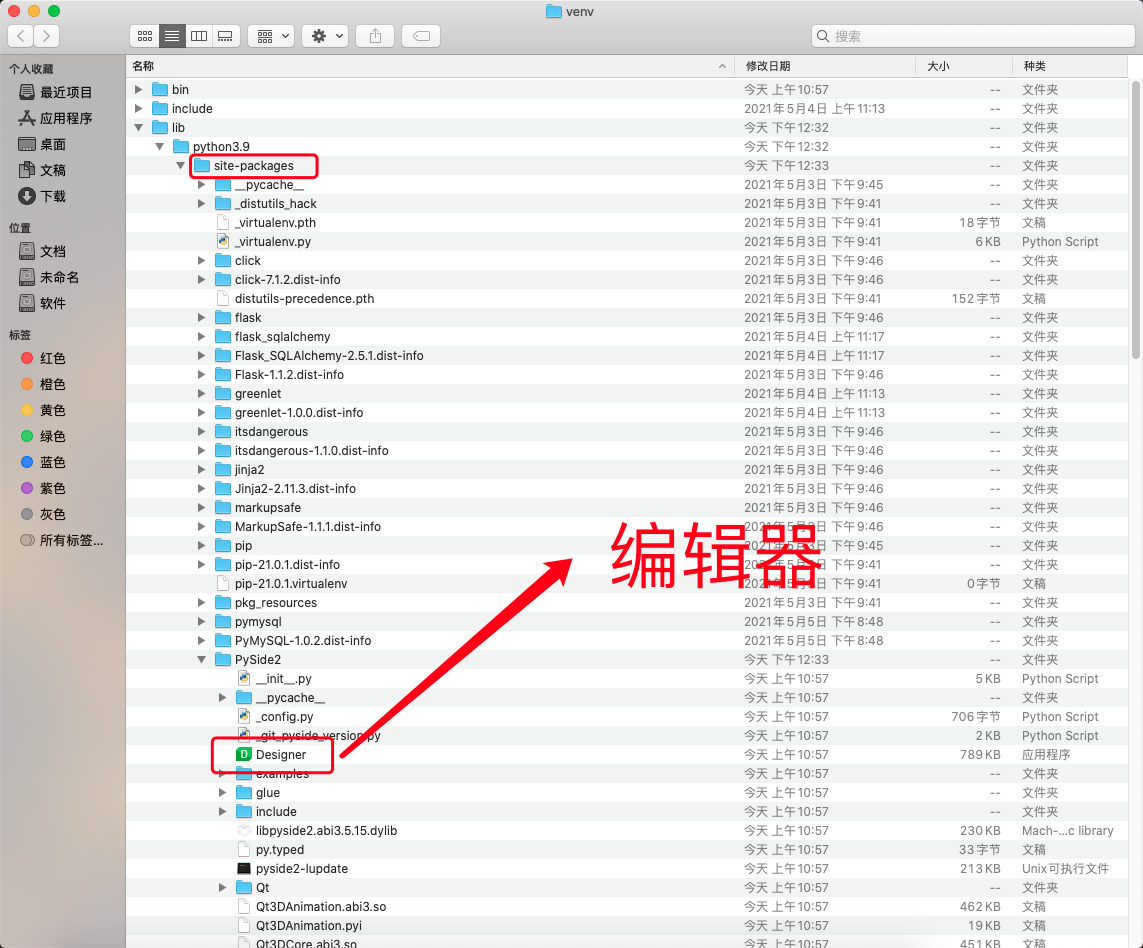 venv
搜索
个人收藏
最近项目
应用程序
桌面
文稿
下载
位置
文档
未命名
软件
标签
红色
橙色
黄色
绿色
蓝色
紫色
灰色
所有标签...
名称 修改日期 大小 种类
bin 今天 上午10:57 -- 文件夹
include 2021年5月4日 上午11:13 -- 文件夹
lib 今天 下午12:32 -- 文件夹
python3.9 今天 下午12:32 -- 文件夹
site-packages 今天 下午12:33 -- 文件夹
__pycache__ 2021年5月3日 下午9:45 -- 文件夹
_distutils_hack 2021年5月3日 下午9:41 -- 文件夹
_virtualenv.pth 2021年5月3日 下午9:41 18字节 文稿
_virtualenv.py 2021年5月3日 下午9:41 6 KB Python Script
click 2021年5月3日 下午9:46 -- 文件夹
click-7.1.2.dist-info 2021年5月3日 下午9:46 -- 文件夹
distutils-precedence.pth 2021年5月3日 下午9:41 152字节 文稿
flask 2021年5月3日 下午9:46 -- 文件夹
flask_sqlalchemy 2021年5月4日 上午11:17 -- 文件夹
Flask_SQLAlchemy-2.5.1.dist-info 2021年5月4日 上午11:17 -- 文件夹
Flask-1.1.2.dist-info 2021年5月3日 下午9:46 -- 文件夹
greenlet 2021年5月4日 上午11:13 -- 文件夹
greenlet-1.0.0.dist-info 2021年5月4日 上午11:13 -- 文件夹
itsdangerous 2021年5月3日 下午9:46 -- 文件夹
itsdangerous-1.1.0.dist-info 2021年5月3日 下午9:46 -- 文件夹
jinja2 2021年5月3日 下午9:46 -- 文件夹
Jinja2-2.11.3.dist-info 2021年5月3日 下午9:46 -- 文件夹
markupsafe 2021年5月3日 下午9:46 -- 文件夹
MarkupSafe-1.1.1.dist-info 2021年5月3日 下午9:46 -- 文件夹
pip 2021年5月3日 下午9:45 -- 文件夹
编辑器
pip-21.0.1.dist-info 2021年5月3日 下午9:41 -- 文件夹
pip-21.0.1.virtualenv 2021年5月3日 下午9:41 0字节 文稿
pkg_resources 2021年5月3日 下午9:41 -- 文件夹
pymysql 2021年5月5日 下午8:48 -- 文件夹
PyMySQL-1.0.2.dist-info 2021年5月5日 下午8:48 -- 文件夹
PySide2 今天 下午12:33 -- 文件夹
__init__.py 今天 上午10:57 5 KB Python Script
__pycache__ 今天 上午10:57 -- 文件夹
_config.py 今天 上午10:57 706字节 Python Script
_git_pyside_version.py 今天 上午10:57 2 KB Python Script
D Designer 今天 上午10:57 789 KB 应用程序
examples 今天 上午10:57 -- 文件夹
glue 今天 上午10:57 -- 文件夹
include 今天 上午10:57 -- 文件夹
libpyside2.abi3.5.15.dylib 今天 上午10:57 230 KB Mach-...c library
py.typed 今天 上午10:57 33字节 文稿
pyside2-lupdate 今天 上午10:57 213 KB Unix可执行文件
Qt 今天 上午10:57 -- 文件夹
Qt3DAnimation.abi3.so 今天 上午10:57 462 KB 文稿
Qt3DAnimation.pyi 今天 上午10:57 19 KB 文稿
Qt3DCore.abi3.so 今天 上午10:57 451 KB 文稿